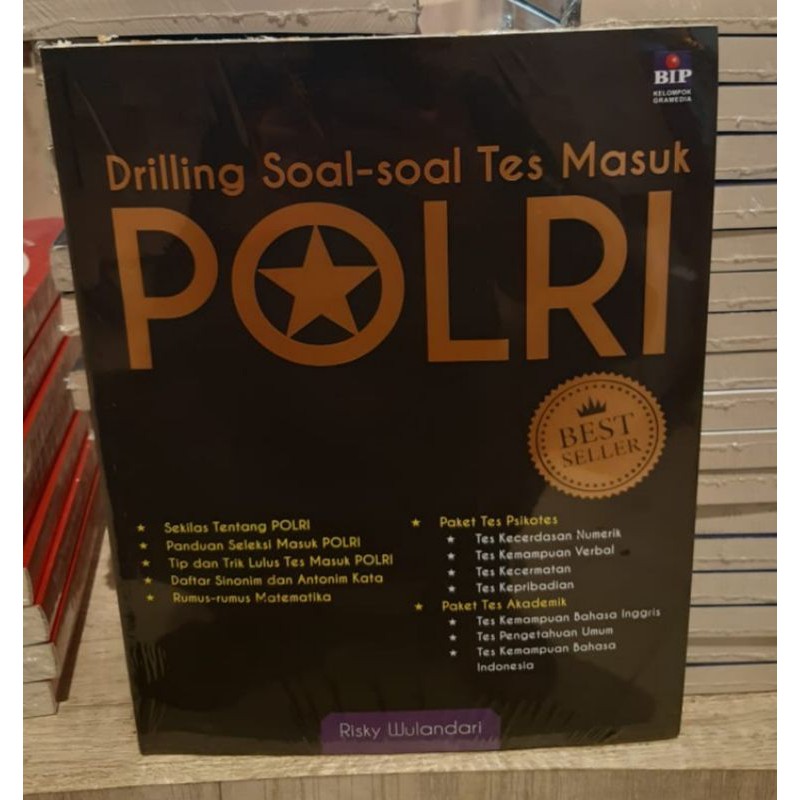 BIP
KELOMPOK
GRAMEDIA
Drilling Soal-soal Tes Masuk
POLRI
BEST
SELLER
Sekilas Tentang POLRI
Panduan Seleksi Masuk POLRI
Tip dan Trik Lulus Tes Masuk POLRI
Daftar Sinonim dan Antonim Kata
Rumus-rumus Matematika
Paket Tes Psikotes
Tes Kecerdasan Numerik
Tes Kemampuan Verbal
Tes Kecermatan
Tes Kepribadian
Paket Tes Akademik
Tes Kemampuan Bahasa Inggris
Tes Pengetahuan Umum
Tes Kemampuan Bahasa
Indonesia
Risky Wulandari